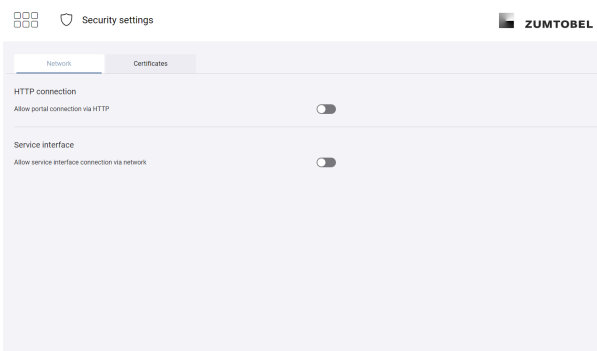 Security settings
ZUMTOBEL
Network
Certificates
HTTP connection
Allow portal connection via HTTP
Service interface
Allow service interface connection via network